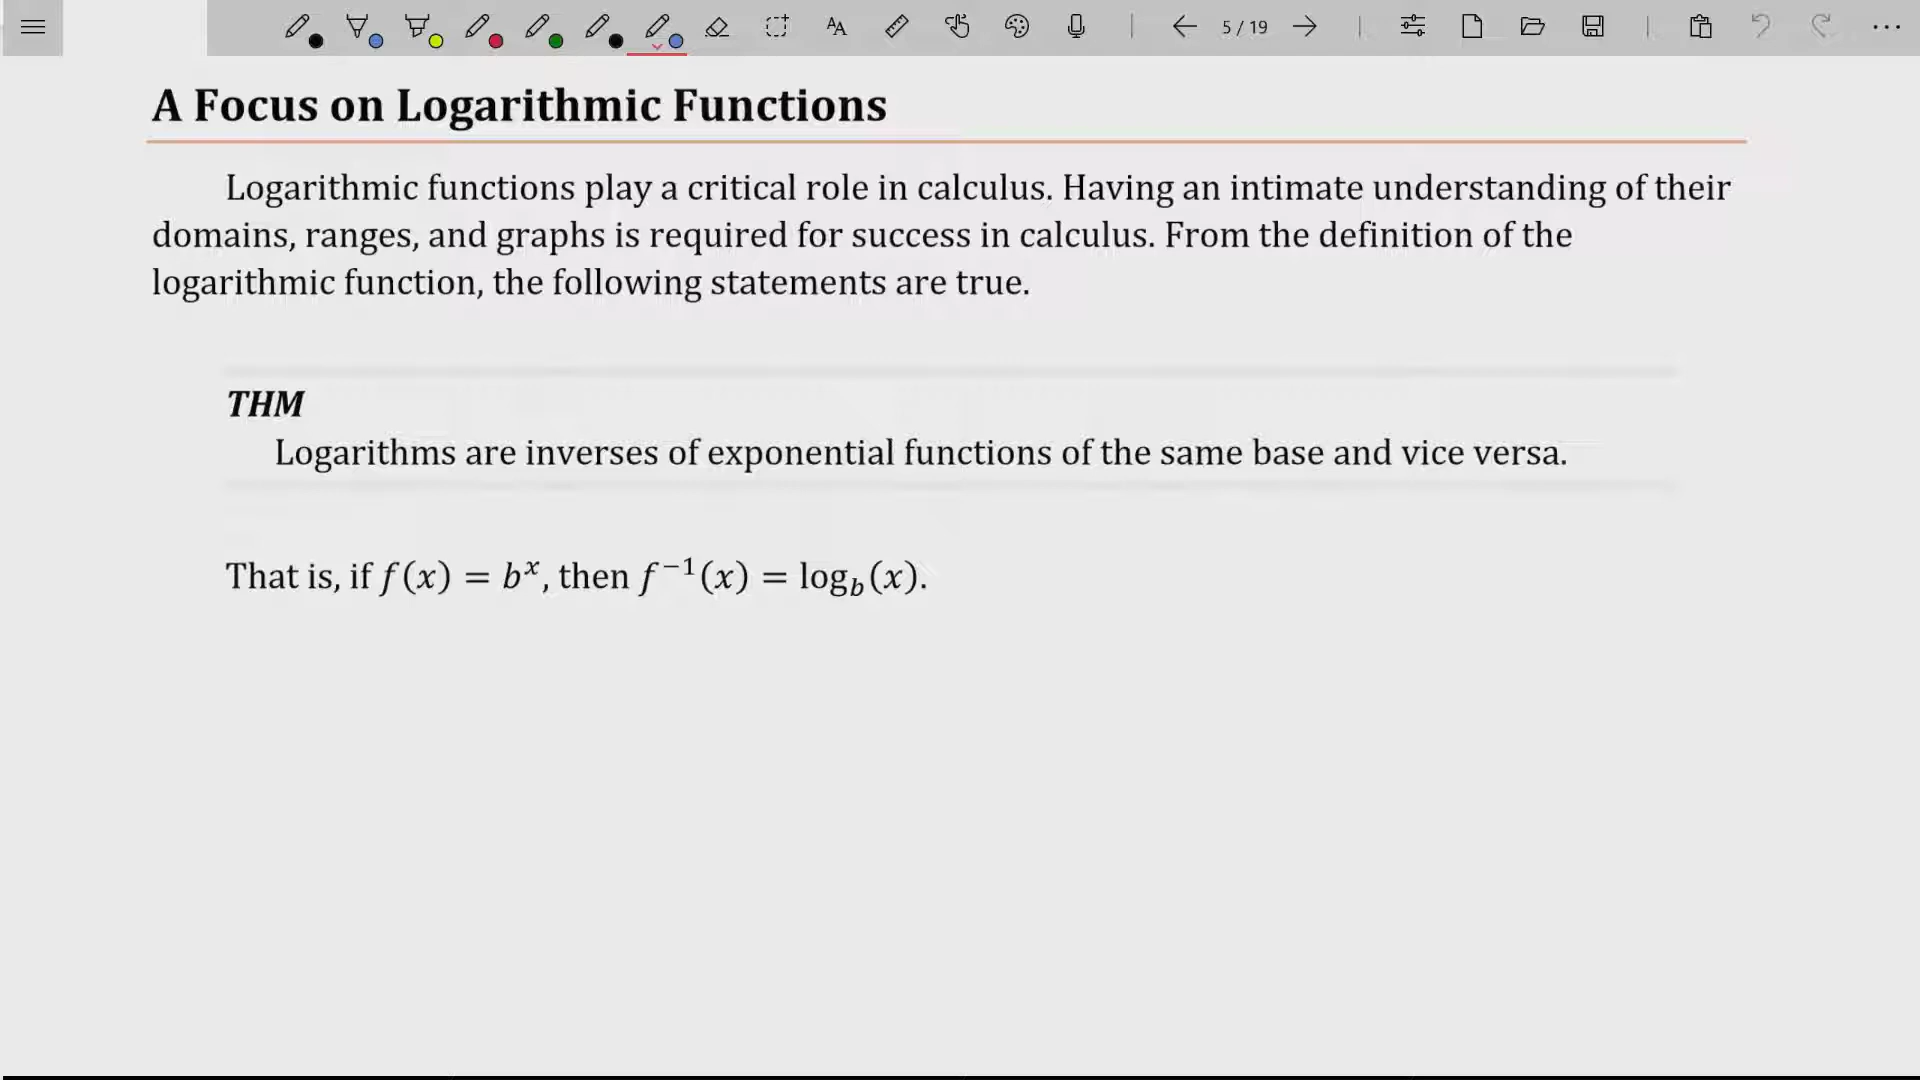 5 / 19
A Focus on Logarithmic Functions
Logarithmic functions play a critical role in calculus. Having an intimate understanding of their
domains, ranges, and graphs is required for success in calculus. From the definition of the
logarithmic function, the following statements are true.
THM
Logarithms are inverses of exponential functions of the same base and vice versa.
That is, if f(x) = bˣ, then f⁻¹(x) = log_b(x).